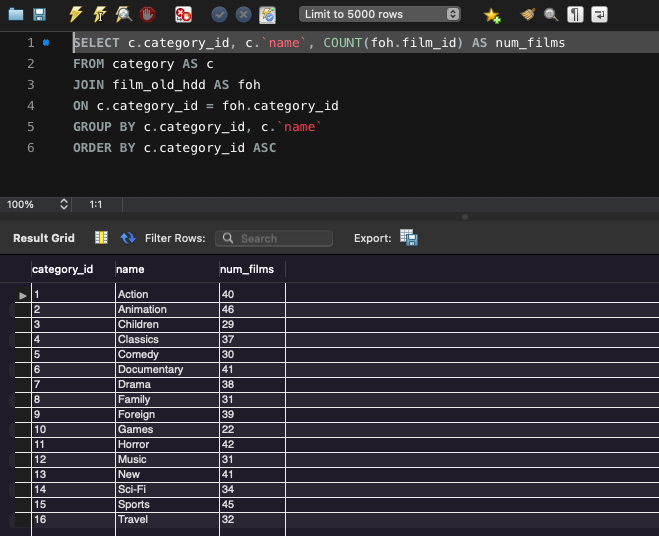 Limit to 5000 rows
1 SELECT c.category_id, c.`name`, COUNT(foh.film_id) AS num_films
2 FROM category AS c
3 JOIN film_old_hdd AS foh
4 ON c.category_id = foh.category_id
5 GROUP BY c.category_id, c.`name`
6 ORDER BY c.category_id ASC
100% 1:1
Result Grid Filter Rows: Search Export:
category_id name num_films
1 Action 40
2 Animation 46
3 Children 29
4 Classics 37
5 Comedy 30
6 Documentary 41
7 Drama 38
8 Family 31
9 Foreign 39
10 Games 22
11 Horror 42
12 Music 31
13 New 41
14 Sci-Fi 34
15 Sports 45
16 Travel 32